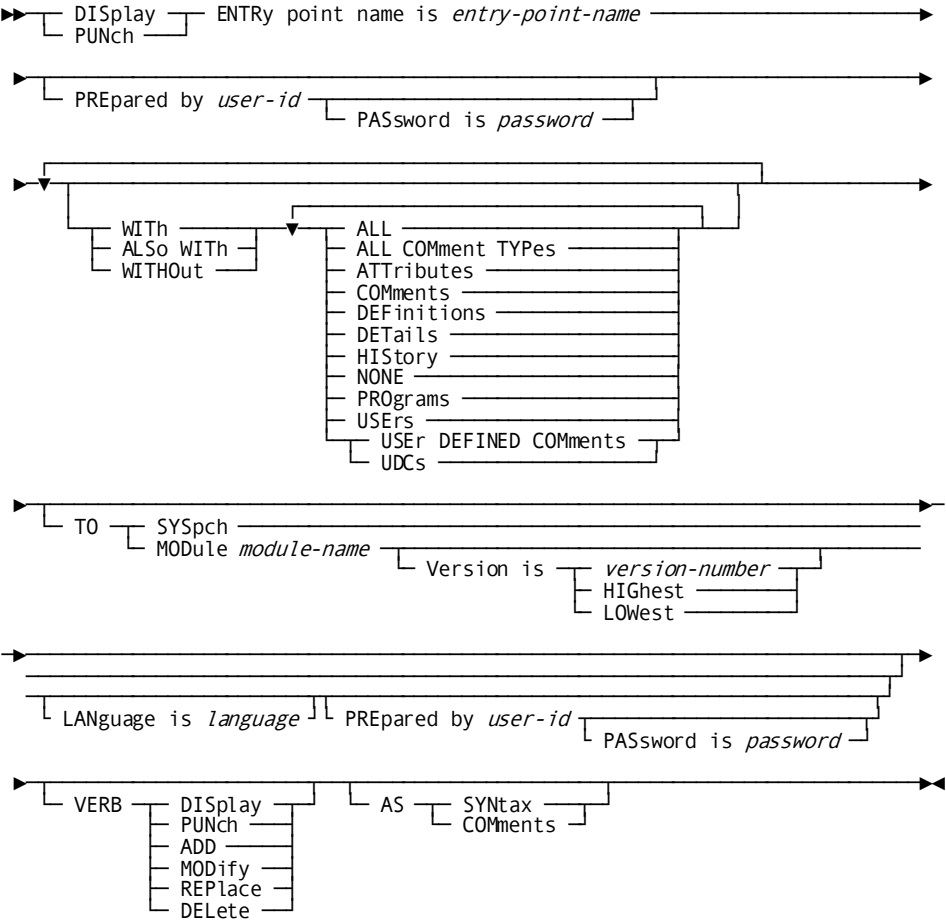 DISplay ENTRy point name is entry-point-name
PUNch
PREpared by user-id
PASsword is password
WITh
ALSo WITh
WITHOut
ALL
ALL COMment TYPes
ATTributes
COMments
DEFinitions
DETails
HIStory
NONE
PROgrams
USErs
USEr DEFINED COMments
UDCs
TO SYSpch
MODule module-name
Version is version-number
HIGhest
LOWest
LANguage is language PREpared by user-id
PASsword is password
VERB DISplay
PUNch
ADD
MODify
REPlace
DELete
AS SYNtax
COMments